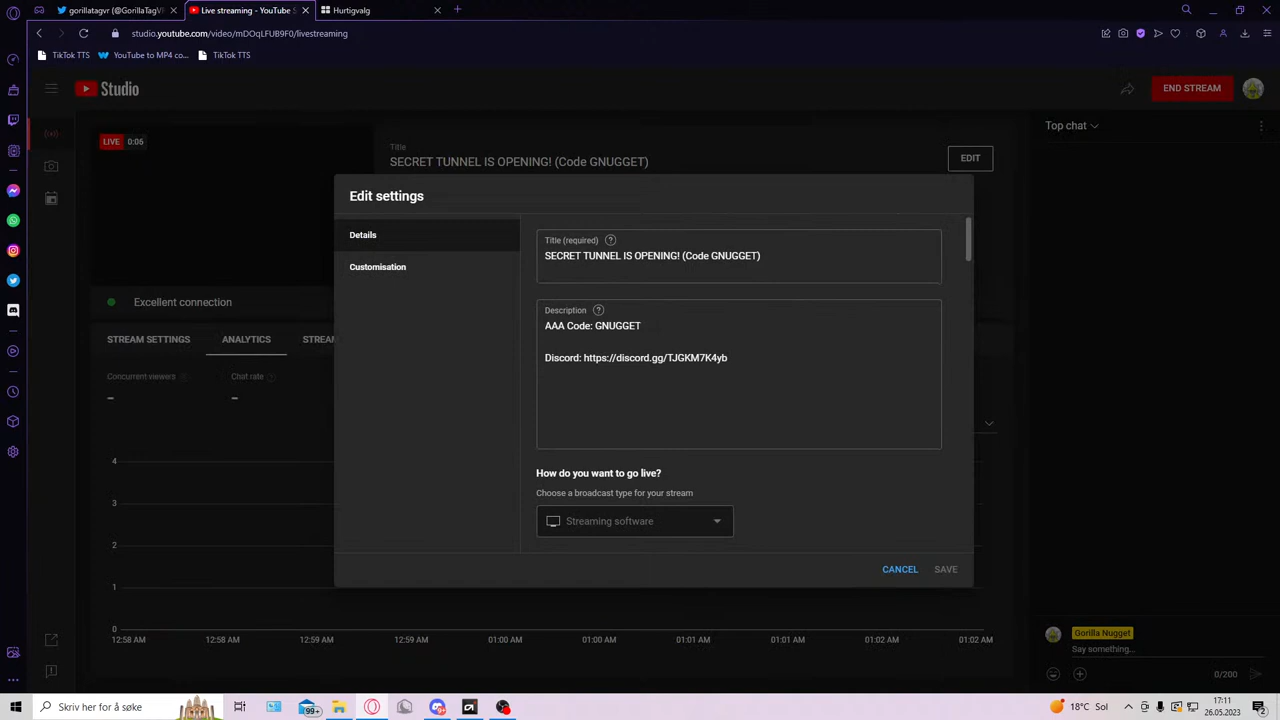 gorillatagvr (@GorillaTagV
Live streaming - YouTube S
Hurtigvalg
studio.youtube.com/video/mDOqLFUB9F0/livestreaming
TikTok TTS
YouTube to MP4 co...
TikTok TTS
Studio
END STREAM
LIVE 0:06
Title
SECRET TUNNEL IS OPENING! (Code GNUGGET)
EDIT
Top chat
Edit settings
Details
Customisation
Title (required)
SECRET TUNNEL IS OPENING! (Code GNUGGET)
Description
AAA Code: GNUGGET
Discord: https://discord.gg/TJGKM7K4yb
Excellent connection
STREAM SETTINGS
ANALYTICS
STREA
Concurrent viewers
Chat rate
–
–
How do you want to go live?
Choose a broadcast type for your stream
Streaming software
CANCEL
SAVE
4
3
2
1
0
12:58 AM
12:58 AM
12:59 AM
12:59 AM
01:00 AM
01:00 AM
01:01 AM
01:01 AM
01:02 AM
01:02 AM
Gorilla Nugget
Say something...
0/200
Skriv her for å søke
99+
18°C Sol
17:11
26.05.2023
2